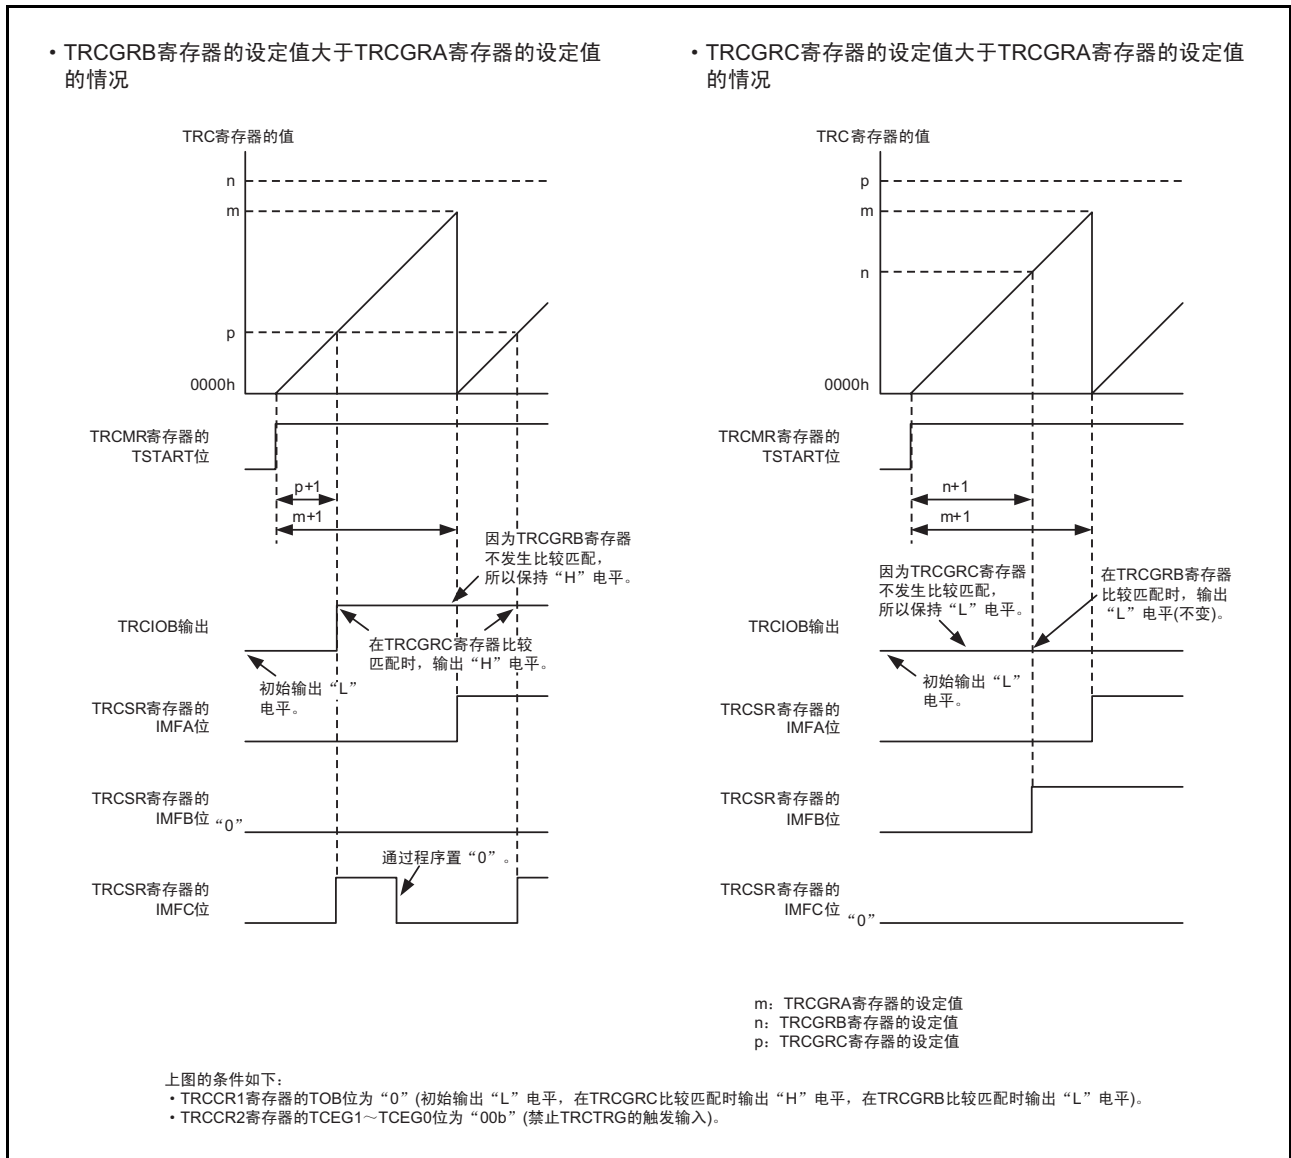 • TRCGRB寄存器的设定值大于TRCGRA寄存器的设定值
的情况
TRC寄存器的值
n
m
p
0000h
TRCMR寄存器的
TSTART位
p+1
m+1
因为TRCGRB寄存器
不发生比较匹配，
所以保持“H”电平。
TRCIOB输出
在TRCGRC寄存器比较
匹配时，输出“H”电平。
初始输出“L”
电平。
TRCSR寄存器的
IMFA位
TRCSR寄存器的
IMFB位 “0”
通过程序置“0”。
TRCSR寄存器的
IMFC位
• TRCGRC寄存器的设定值大于TRCGRA寄存器的设定值
的情况
TRC寄存器的值
p
m
n
0000h
TRCMR寄存器的
TSTART位
n+1
m+1
因为TRCGRC寄存器
不发生比较匹配，
所以保持“L”电平。
在TRCGRB寄存器
比较匹配时，输出
“L”电平(不变)。
TRCIOB输出
初始输出“L”
电平。
TRCSR寄存器的
IMFA位
TRCSR寄存器的
IMFB位
TRCSR寄存器的
IMFC位 “0”
m：TRCGRA寄存器的设定值
n：TRCGRB寄存器的设定值
p：TRCGRC寄存器的设定值
上图的条件如下：
• TRCCR1寄存器的TOB位为“0”(初始输出“L”电平，在TRCGRC比较匹配时输出“H”电平，在TRCGRB比较匹配时输出“L”电平)。
• TRCCR2寄存器的TCEG1～TCEG0位为“00b”(禁止TRCTRG的触发输入)。